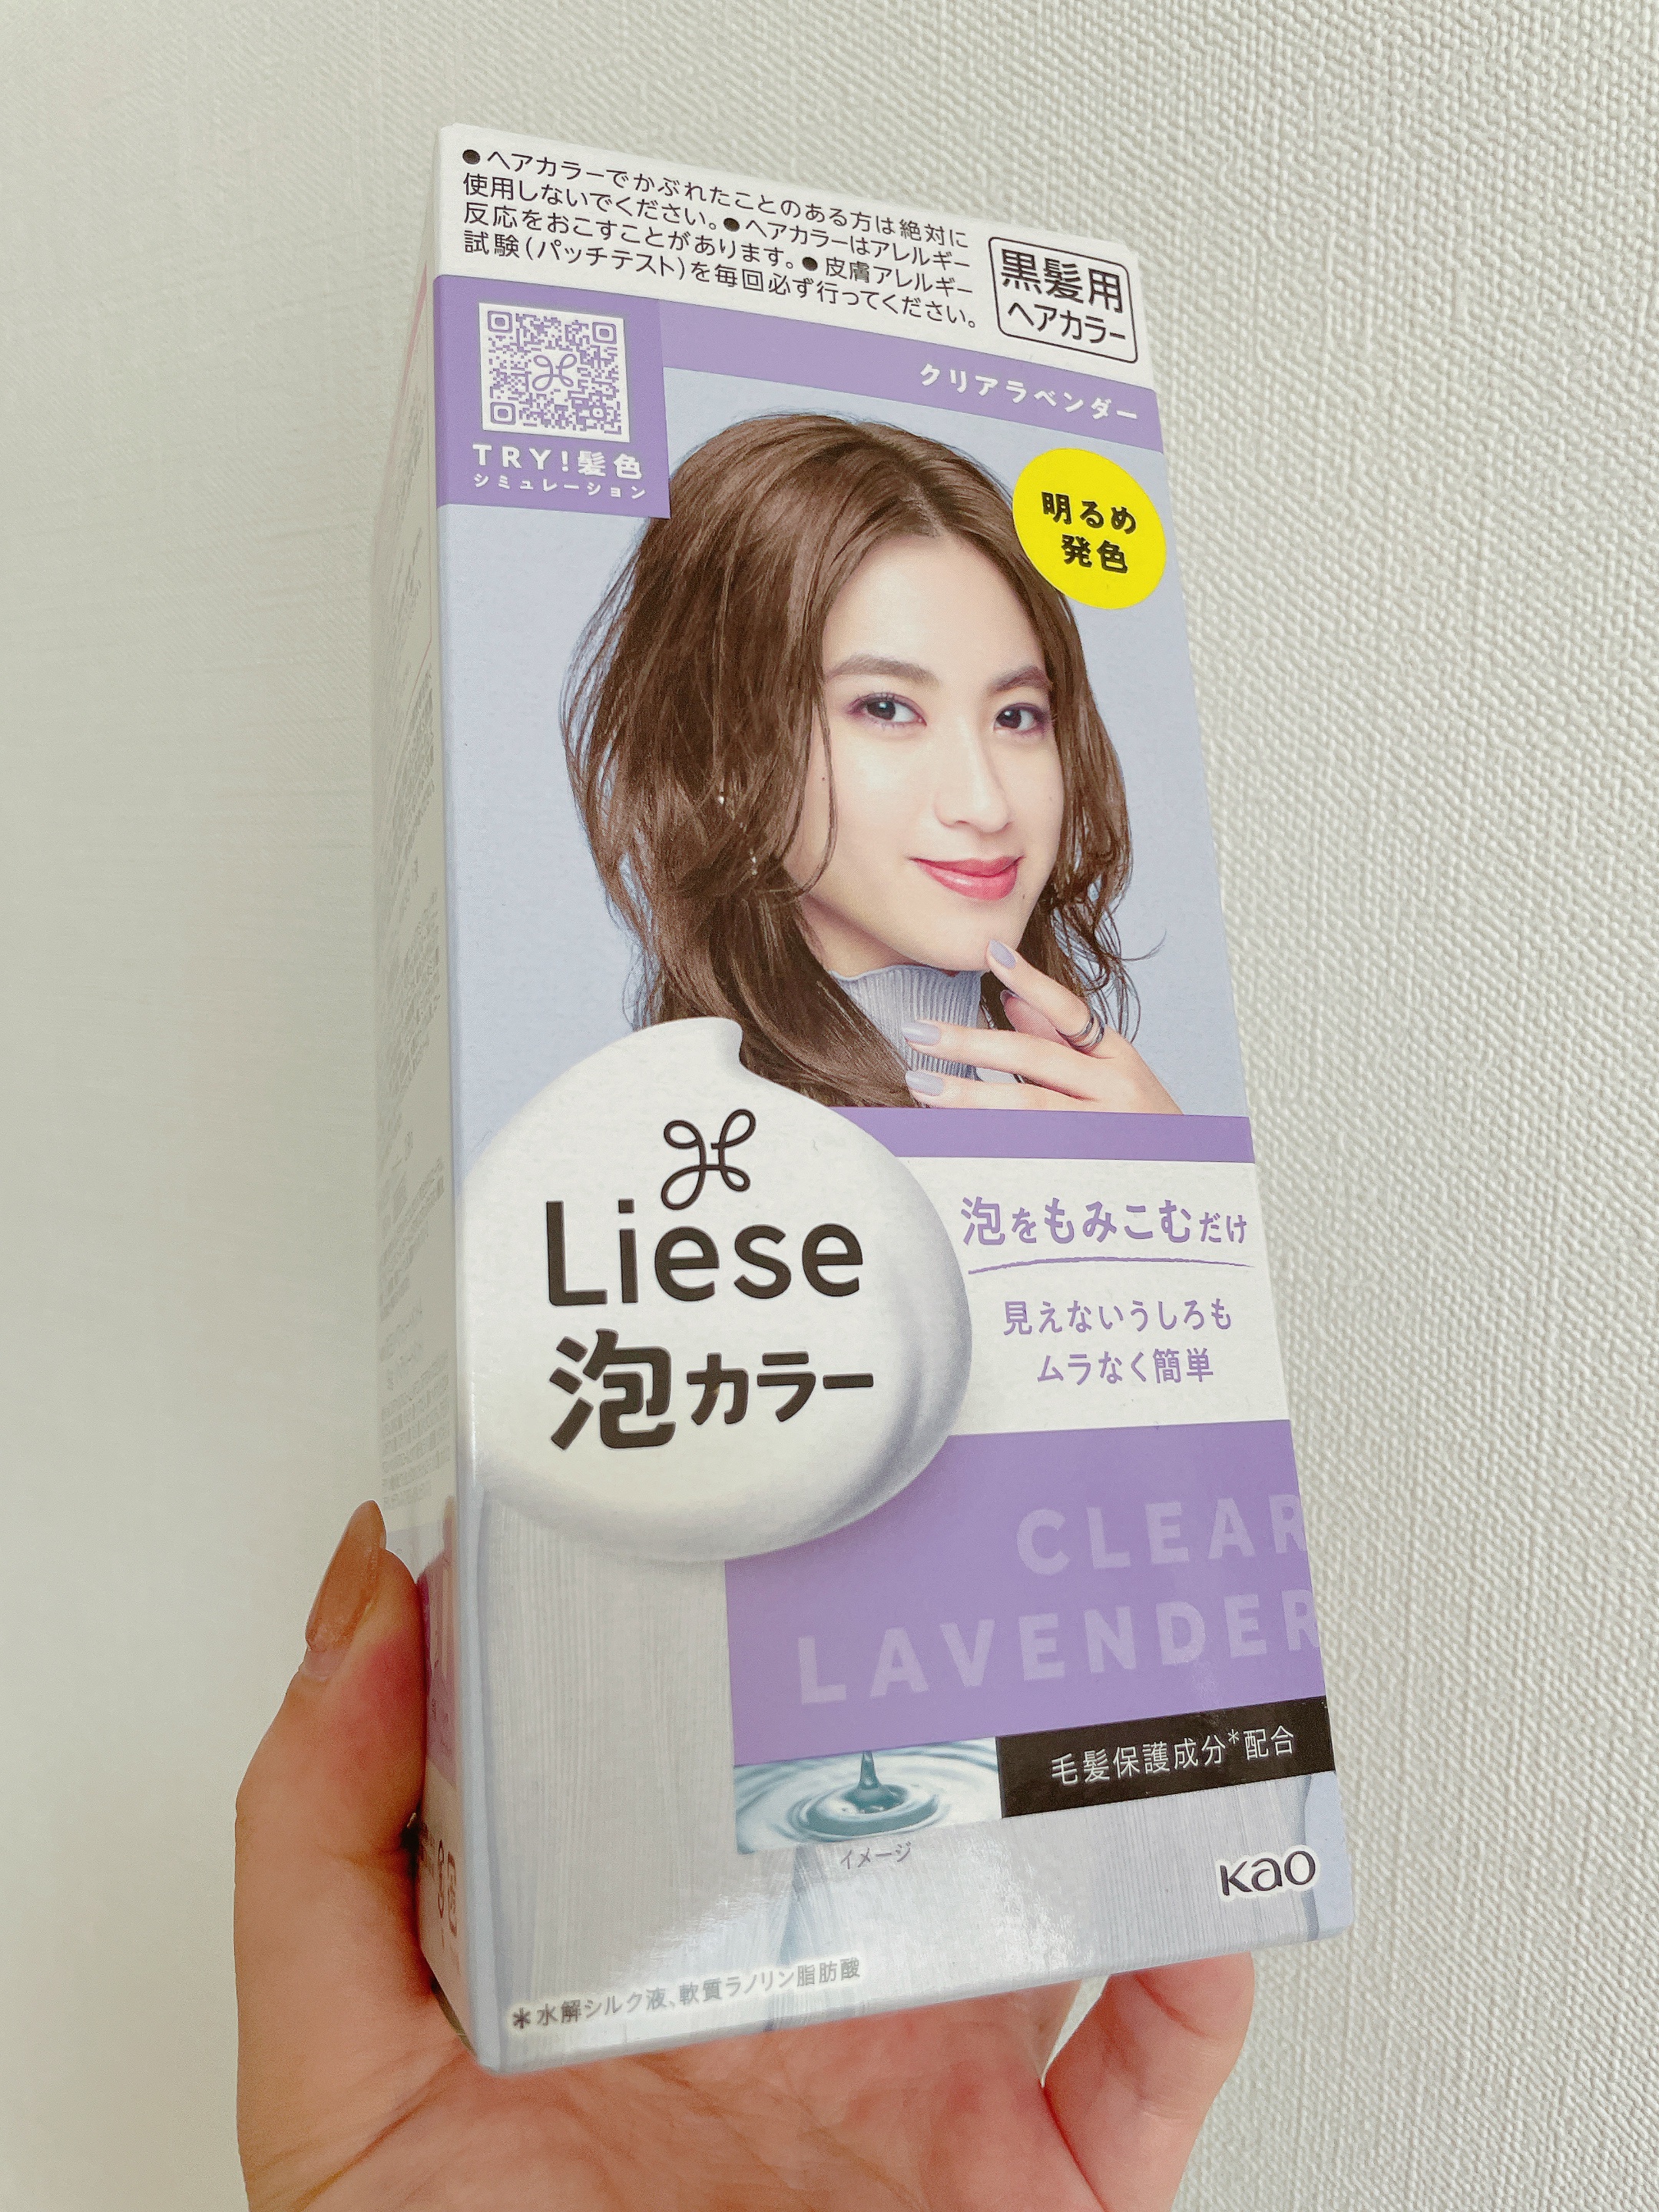 ●ヘアカラーでかぶれたことのある方は絶対に
使用しないでください。●ヘアカラーはアレルギー
反応をおこすことがあります。●皮膚アレルギー
試験(パッチテスト)を毎回必ず行ってください。
黒髪用
ヘアカラー
TRY!髪色
シミュレーション
クリアラベンダー
明るめ
発色
Liese
泡カラー
泡をもみこむだけ
見えないうしろも
ムラなく簡単
CLEAR
LAVENDER
毛髪保護成分*配合
イメージ
Kao
*水解シルク液、軟質ラノリン脂肪酸